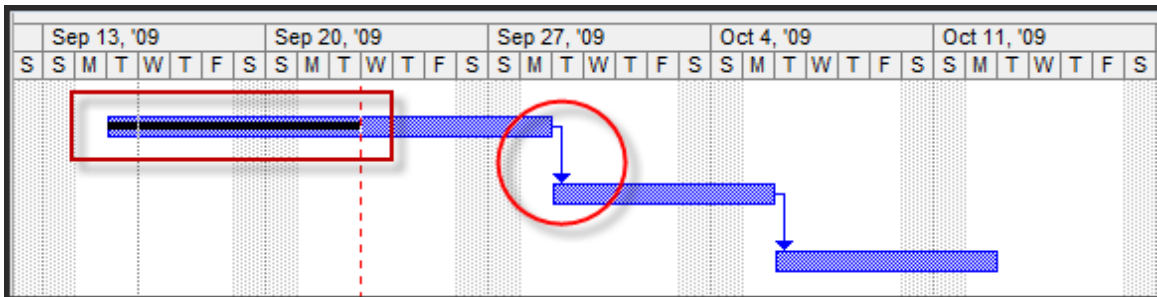 Sep 13, '09 Sep 20, '09 Sep 27, '09 Oct 4, '09 Oct 11, '09
S S M T W T F S S M T W T F S S M T W T F S S M T W T F S S M T W T F S